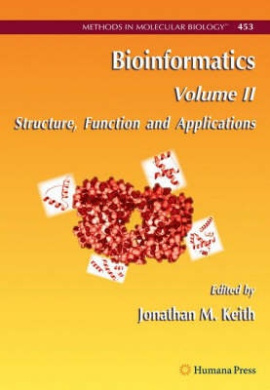 METHODS IN MOLECULAR BIOLOGY™ 453
Bioinformatics
Volume II
Structure, Function and Applications
Edited by
Jonathan M. Keith
Humana Press